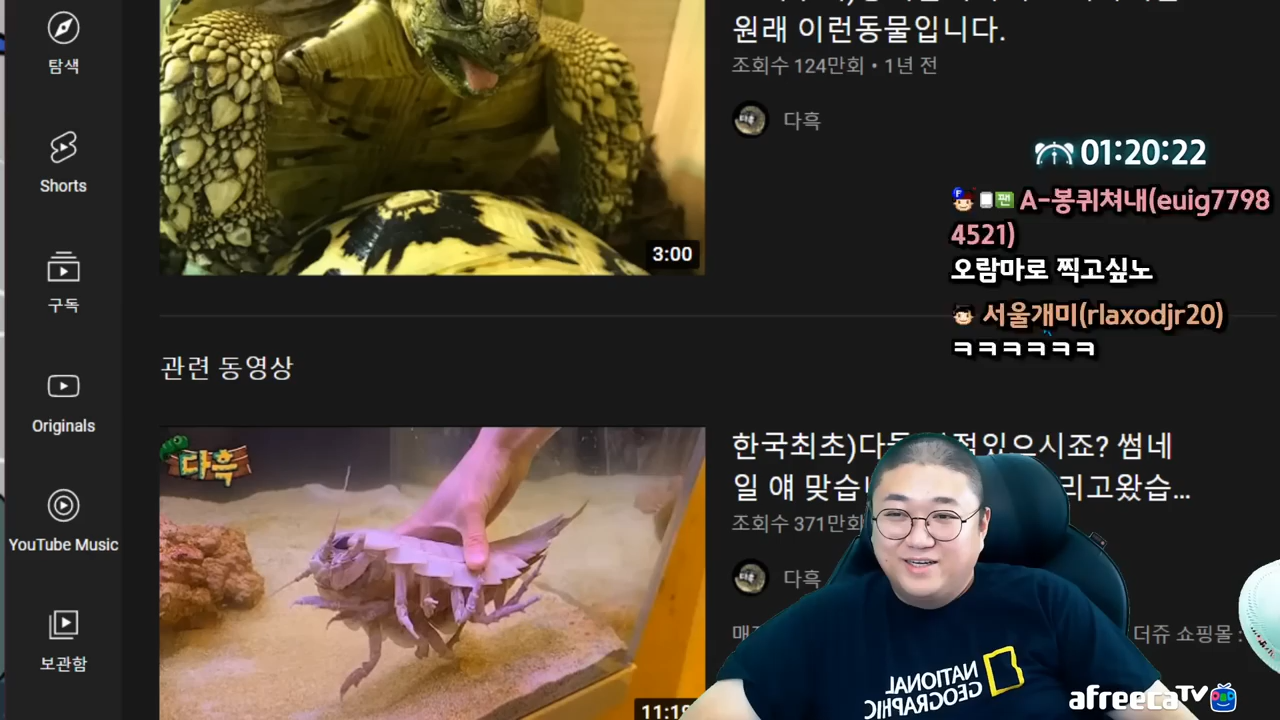 탐색
Shorts
구독
Originals
YouTube Music
보관함
원래 이런동물입니다.
조회수 124만회 • 1년 전
다흑
3:00
관련 동영상
다흑
11:19
한국최초)다들 있으시죠? 썸네
일 얘 맞습 리고왔습...
조회수 371만회
다흑
더쥬 쇼핑몰 :
01:20:22
A-봉퀴쳐내(euig7798
4521)
오람마로 찍고싶노
서울개미(rlaxodjr20)
ㅋㅋㅋㅋㅋㅋ
NATIONAL
GEOGRAPHIC
afreecaTV